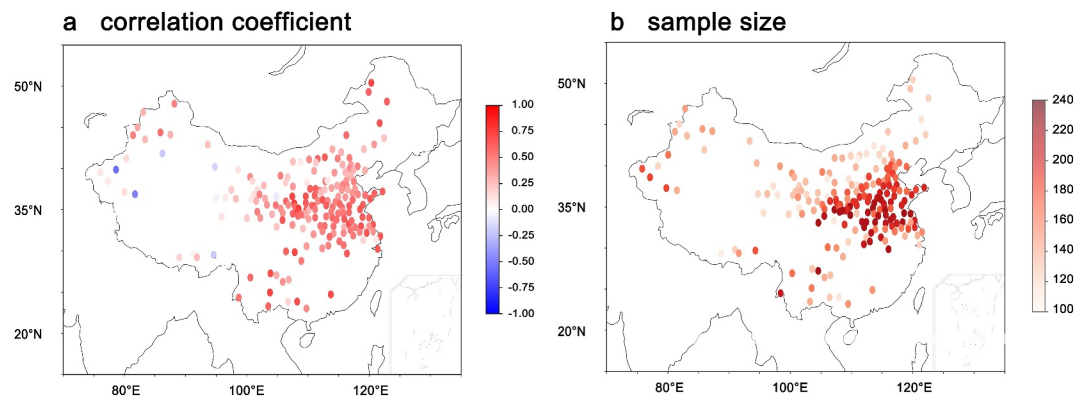 a correlation coefficient
50°N
35°N
20°N
80°E 100°E 120°E
1.00
0.75
0.50
0.25
0.00
-0.25
-0.50
-0.75
-1.00
b sample size
50°N
35°N
20°N
80°E 100°E 120°E
240
220
200
180
160
140
120
100